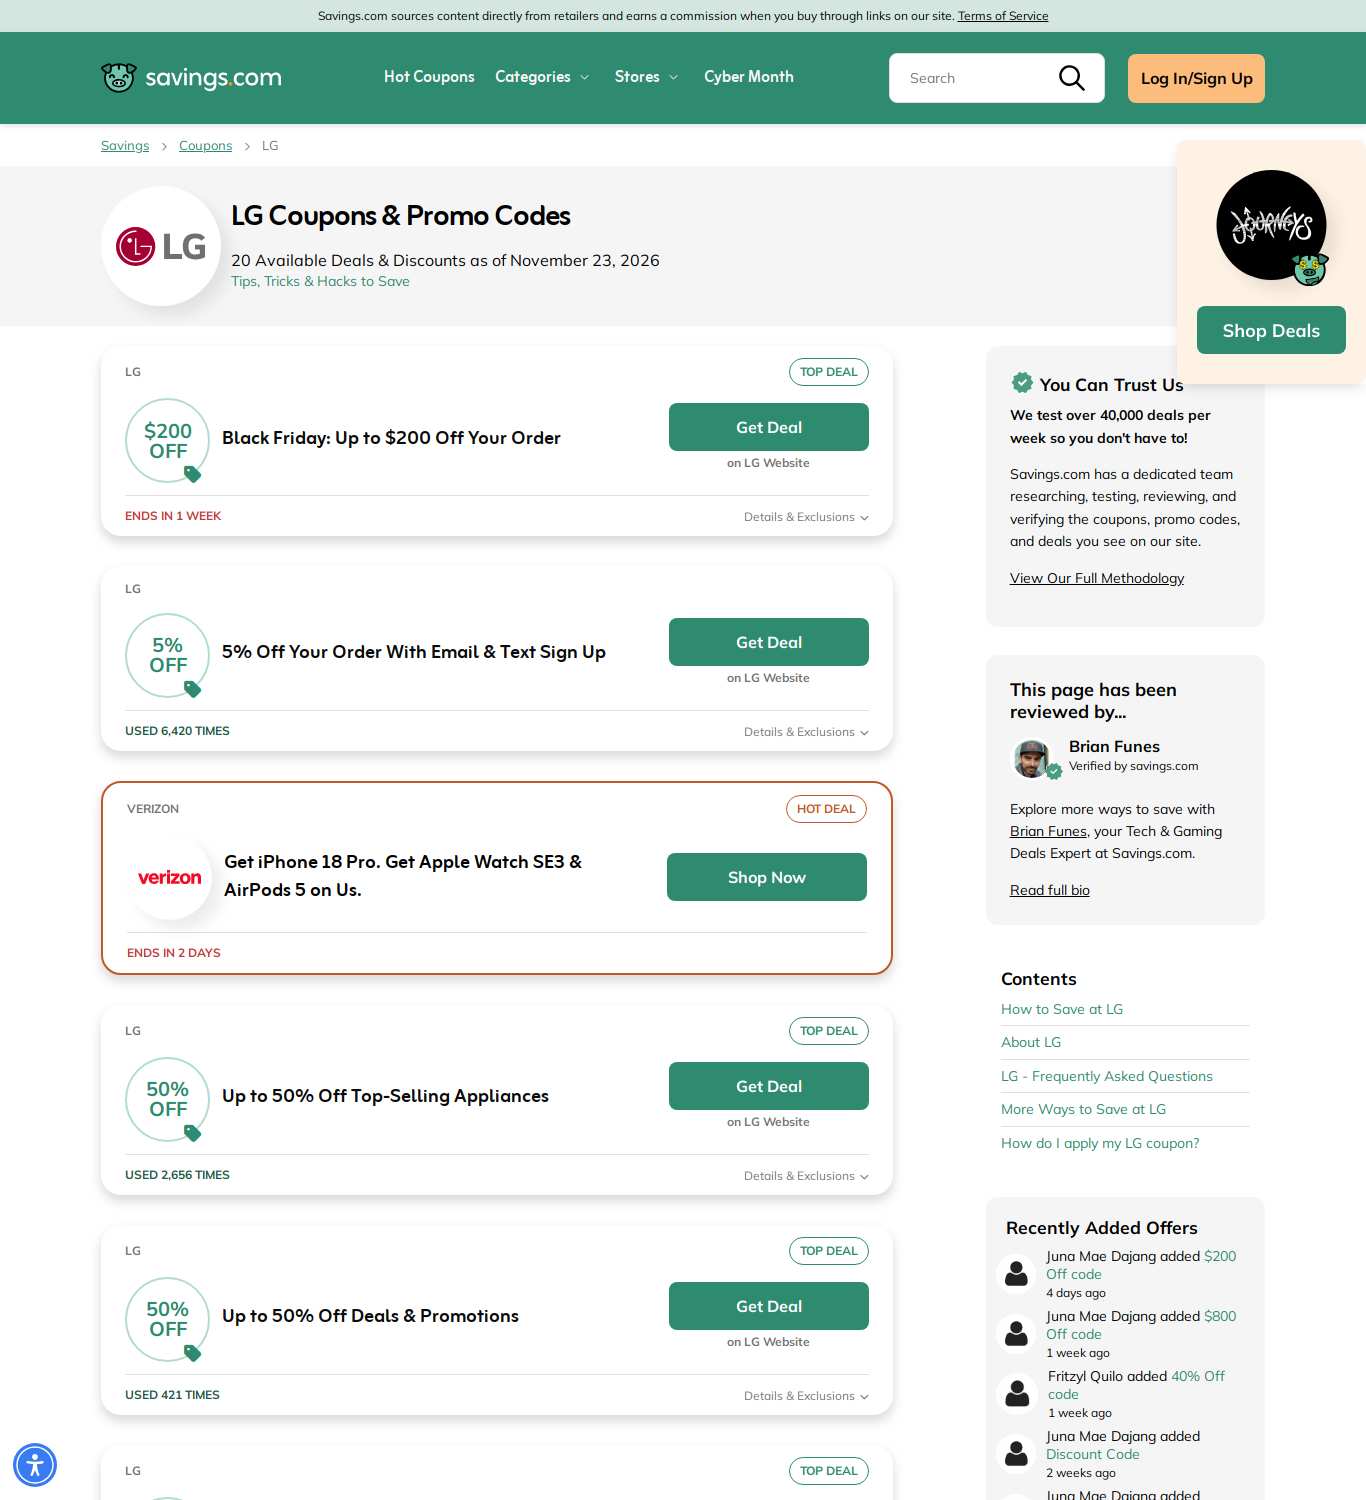 Savings.com sources content directly from retailers and earns a commission when you buy through links on our site. Terms of Service
savings.com
Hot Coupons
Categories
Stores
Cyber Month
Search
Log In/Sign Up
Savings
Coupons
LG
LG
LG Coupons & Promo Codes
20 Available Deals & Discounts as of November 23, 2026
Tips, Tricks & Hacks to Save
JOURNEYS
Shop Deals
LG
TOP DEAL
$200
OFF
Black Friday: Up to $200 Off Your Order
Get Deal
on LG Website
ENDS IN 1 WEEK
Details & Exclusions
LG
5%
OFF
5% Off Your Order With Email & Text Sign Up
Get Deal
on LG Website
USED 6,420 TIMES
Details & Exclusions
VERIZON
HOT DEAL
verizon
Get iPhone 18 Pro. Get Apple Watch SE3 &
AirPods 5 on Us.
Shop Now
ENDS IN 2 DAYS
LG
TOP DEAL
50%
OFF
Up to 50% Off Top-Selling Appliances
Get Deal
on LG Website
USED 2,656 TIMES
Details & Exclusions
LG
TOP DEAL
50%
OFF
Up to 50% Off Deals & Promotions
Get Deal
on LG Website
USED 421 TIMES
Details & Exclusions
LG
TOP DEAL
You Can Trust Us
We test over 40,000 deals per
week so you don't have to!
Savings.com has a dedicated team
researching, testing, reviewing, and
verifying the coupons, promo codes,
and deals you see on our site.
View Our Full Methodology
This page has been
reviewed by...
Brian Funes
Verified by savings.com
Explore more ways to save with
Brian Funes, your Tech & Gaming
Deals Expert at Savings.com.
Read full bio
Contents
How to Save at LG
About LG
LG - Frequently Asked Questions
More Ways to Save at LG
How do I apply my LG coupon?
Recently Added Offers
Juna Mae Dajang added $200
Off code
4 days ago
Juna Mae Dajang added $800
Off code
1 week ago
Fritzyl Quilo added 40% Off
code
1 week ago
Juna Mae Dajang added
Discount Code
2 weeks ago
Juna Mae Dajang added